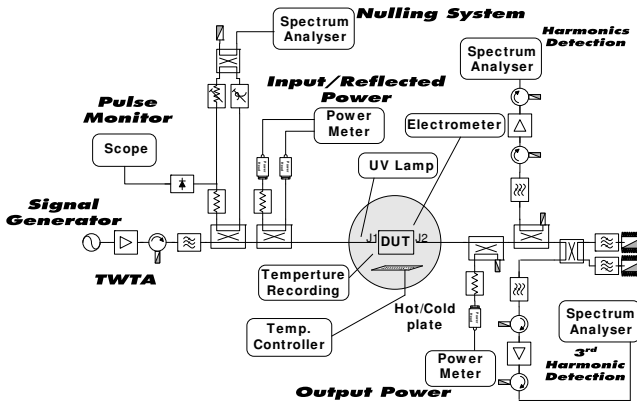 Nulling System
Spectrum
Analyser
Harmonics
Detection
Spectrum
Analyser
Input/Reflected
Power
Power
Meter
Electrometer
Pulse
Monitor
Scope
UV Lamp
Signal
Generator
J1
DUT
J2
TWTA
Temperture
Recording
Hot/Cold
plate
Temp.
Controller
Spectrum
Analyser
Power
Meter
3rd
Harmonic
Detection
Output Power